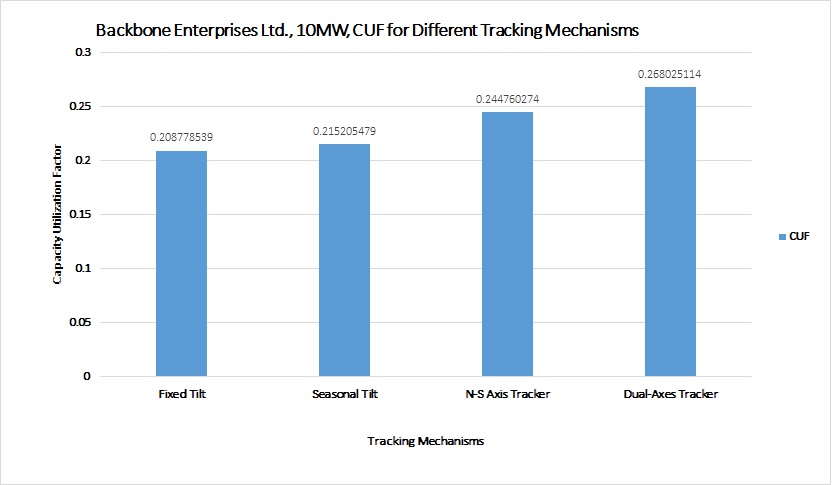 Backbone Enterprises Ltd., 10MW, CUF for Different Tracking Mechanisms
0.3
0.25
0.2
0.15
0.1
0.05
0
Capacity Utilization Factor
0.208778539
0.215205479
0.244760274
0.268025114
CUF
Fixed Tilt
Seasonal Tilt
N-S Axis Tracker
Dual-Axes Tracker
Tracking Mechanisms